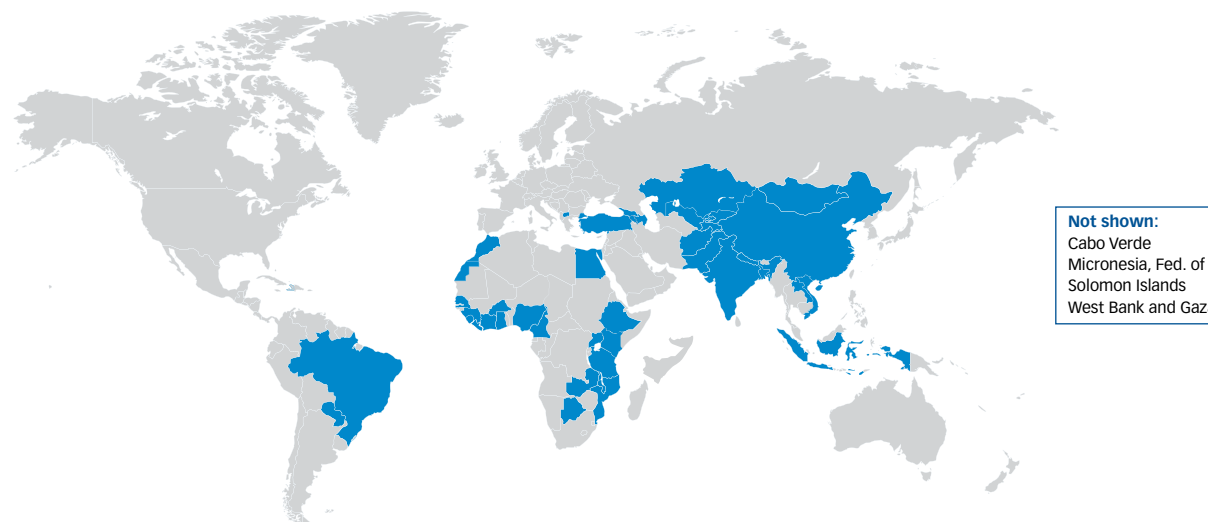 Not shown:
Cabo Verde
Micronesia, Fed. of
Solomon Islands
West Bank and Gaz